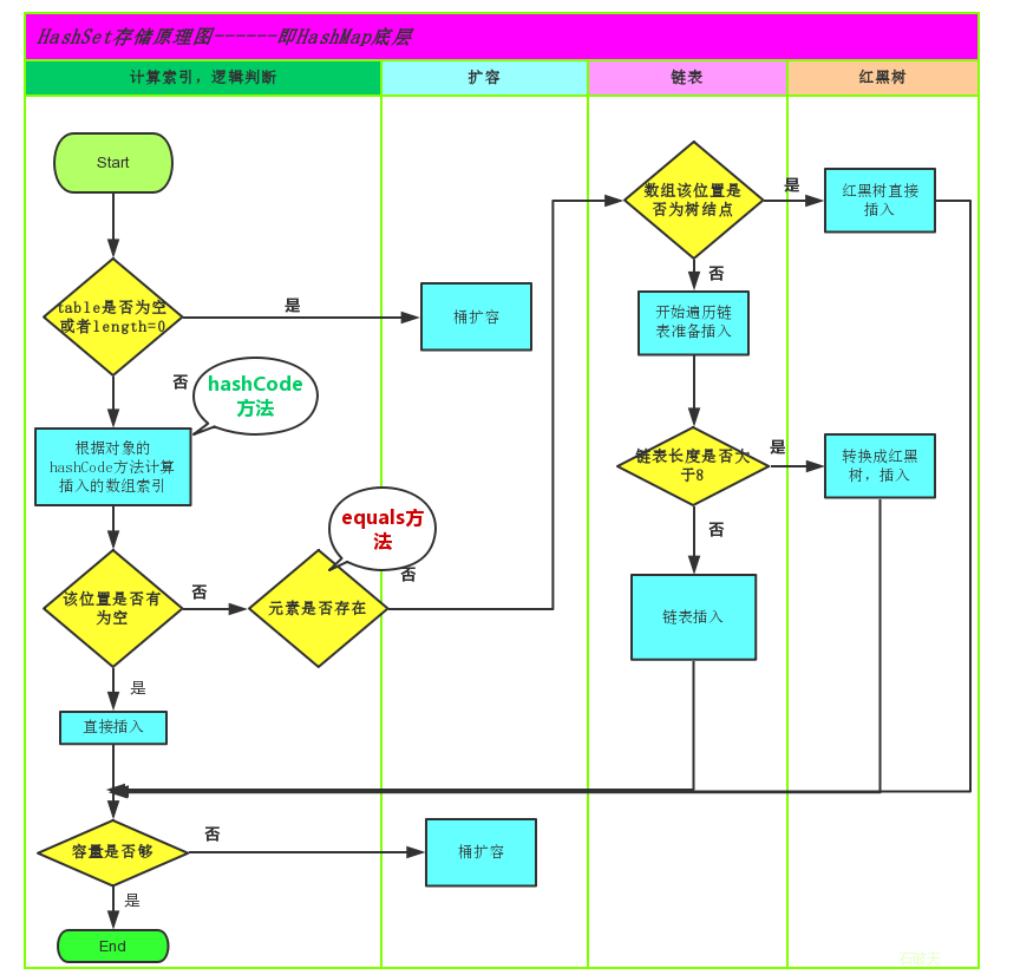 HashSet存储原理图------即HashMap底层
计算索引，逻辑判断
扩容
链表
红黑树
Start
table是否为空
或者length=0
是
桶扩容
否
hashCode
方法
根据对象的
hashCode方法计算
插入的数组索引
该位置是否有
为空
否
equals方
法
元素是否存在
否
是
直接插入
容量是否够
否
桶扩容
是
End
数组该位置是
否为树结点
是
红黑树直接
插入
否
开始遍历链
表准备插入
链表长度是否大
于8
是
转换成红黑
树，插入
否
链表插入